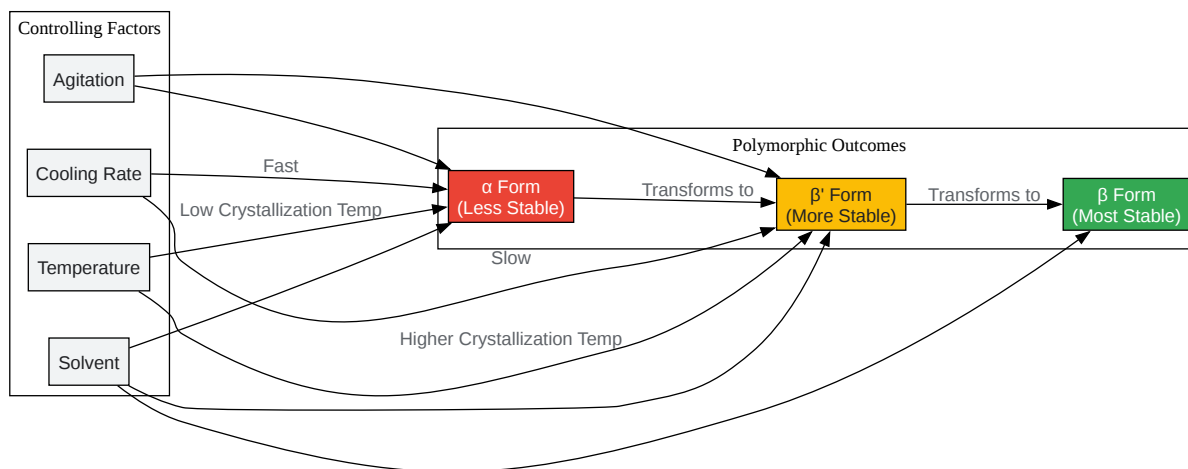 Controlling Factors
Agitation
Cooling Rate
Temperature
Solvent
Fast
Low Crystallization Temp
Slow
Higher Crystallization Temp
Polymorphic Outcomes
α Form
(Less Stable)
Transforms to
β' Form
(More Stable)
Transforms to
β Form
(Most Stable)